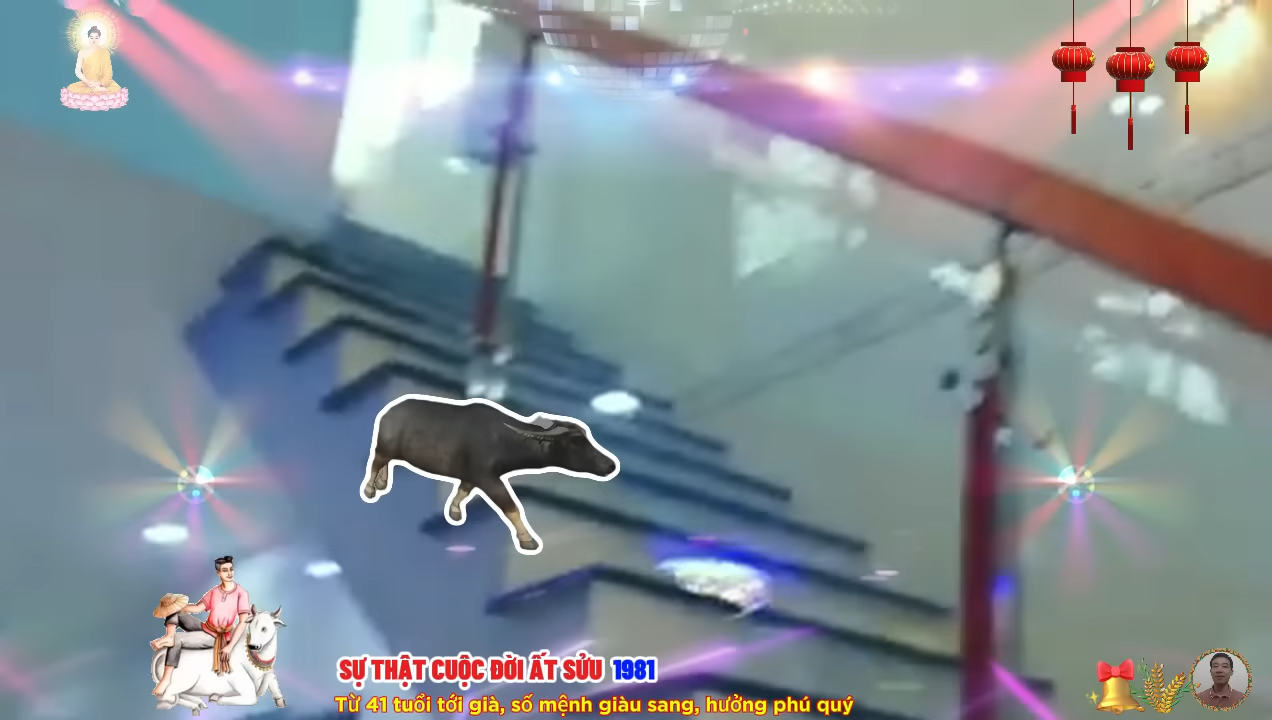 SỰ THẬT CUỘC ĐỜI ẤT SỬU 1981
Từ 41 tuổi tới già, số mệnh giàu sang, hưởng phú quý